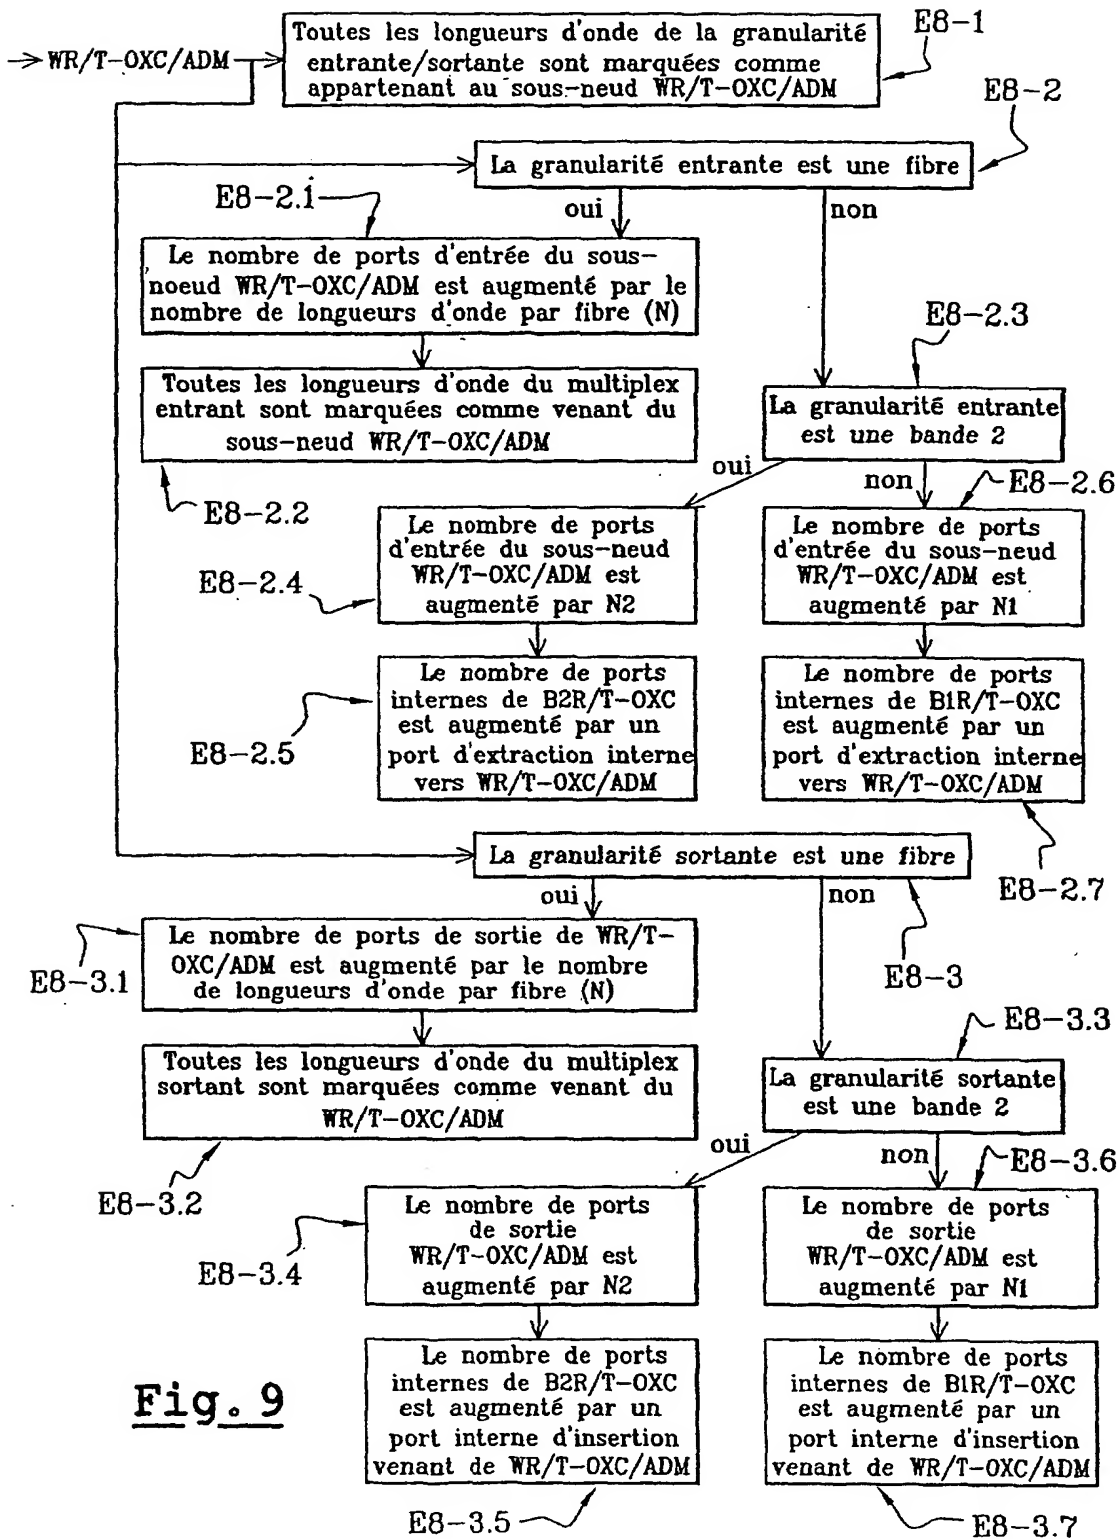 WR/T-OXC/ADM
Toutes les longueurs d'onde de la granularité
entrante/sortante sont marquées comme
appartenant au sous-neud WR/T-OXC/ADM
E8-1
E8-2
La granularité entrante est une fibre
E8-2.1
oui
non
Le nombre de ports d'entrée du sous-
noeud WR/T-OXC/ADM est augmenté par le
nombre de longueurs d'onde par fibre (N)
E8-2.3
Toutes les longueurs d'onde du multiplex
entrant sont marquées comme venant du
sous-neud WR/T-OXC/ADM
La granularité entrante
est une bande 2
oui
non
E8-2.6
E8-2.2
Le nombre de ports
d'entrée du sous-neud
WR/T-OXC/ADM est
augmenté par N2
E8-2.4
Le nombre de ports
d'entrée du sous-neud
WR/T-OXC/ADM est
augmenté par N1
Le nombre de ports
internes de B2R/T-OXC
est augmenté par un
port d'extraction interne
vers WR/T-OXC/ADM
E8-2.5
Le nombre de ports
internes de B1R/T-OXC
est augmenté par un
port d'extraction interne
vers WR/T-OXC/ADM
E8-2.7
La granularité sortante est une fibre
oui
non
E8-3
Le nombre de ports de sortie de WR/T-
OXC/ADM est augmenté par le nombre
de longueurs d'onde par fibre (N)
E8-3.1
E8-3.3
Toutes les longueurs d'onde du multiplex
sortant sont marquées comme venant du
WR/T-OXC/ADM
E8-3.2
La granularité sortante
est une bande 2
oui
non
E8-3.6
Le nombre de ports
de sortie
WR/T-OXC/ADM est
augmenté par N2
E8-3.4
Le nombre de ports
de sortie
WR/T-OXC/ADM est
augmenté par N1
Le nombre de ports
internes de B2R/T-OXC
est augmenté par un
port interne d'insertion
venant de WR/T-OXC/ADM
E8-3.5
Le nombre de ports
internes de B1R/T-OXC
est augmenté par un
port interne d'insertion
venant de WR/T-OXC/ADM
E8-3.7
Fig. 9